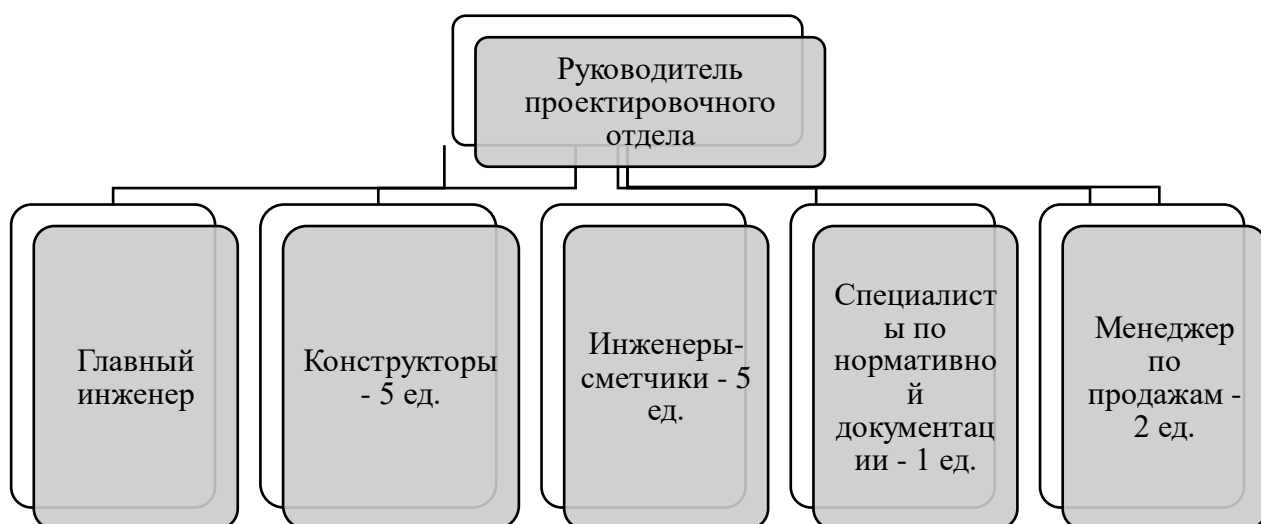 Руководитель
проектировочного
отдела
Главный
инженер
Конструкторы
- 5 ед.
Инженеры-
сметчики - 5
ед.
Специалист
ы по
нормативно
й
документац
ии - 1 ед.
Менеджер
по
продажам -
2 ед.